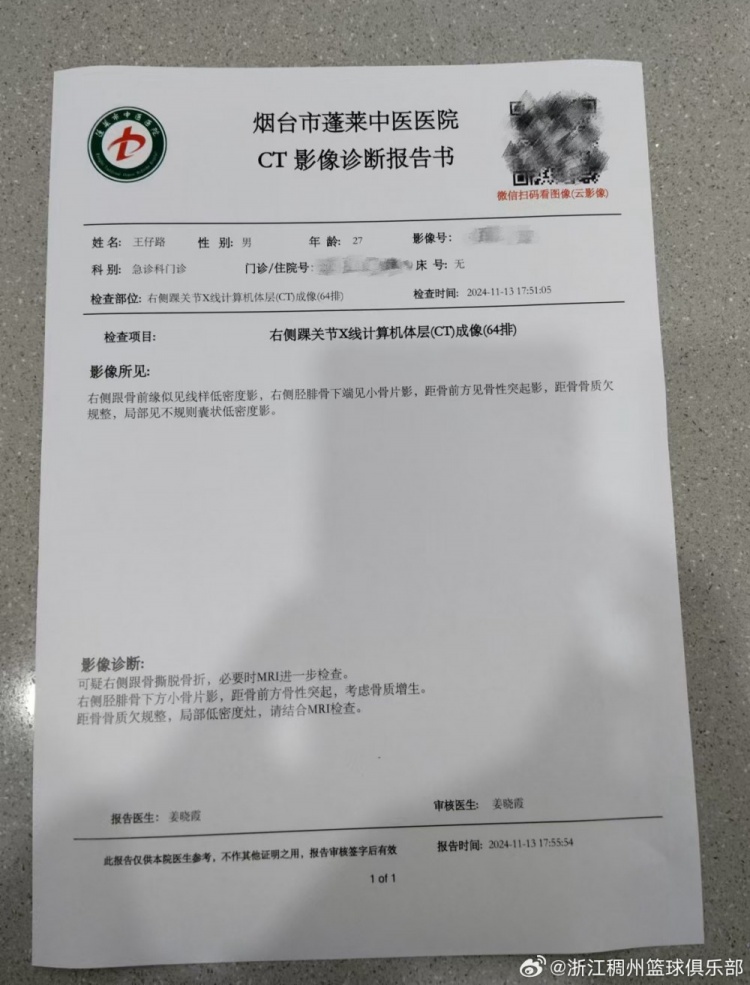 烟台市蓬莱中医医院
CT 影像诊断报告书
微信扫码看图像(云影像)
姓 名: 王仔路 性 别: 男 年 龄: 27 影像号:
科 别: 急诊科门诊 门诊/住院号: 床 号: 无
检查部位: 右侧踝关节X线计算机体层(CT)成像(64排) 检查时间: 2024-11-13 17:51:05
检查项目: 右侧踝关节X线计算机体层(CT)成像(64排)
影像所见:
右侧跟骨前缘似见线样低密度影，右侧胫腓骨下端见小骨片影，距骨前方见骨性突起影，距骨骨质欠
规整，局部见不规则囊状低密度影。
影像诊断:
可疑右侧跟骨撕脱骨折，必要时MRI进一步检查。
右侧胫腓骨下方小骨片影，距骨前方骨性突起，考虑骨质增生。
距骨骨质欠规整，局部低密度灶，请结合MRI检查。
报告医生: 姜晓霞 审核医生: 姜晓霞
此报告仅供本院医生参考，不作其他证明之用，报告审核签字后有效 报告时间: 2024-11-13 17:55:54
1 of 1
@浙江稠州篮球俱乐部